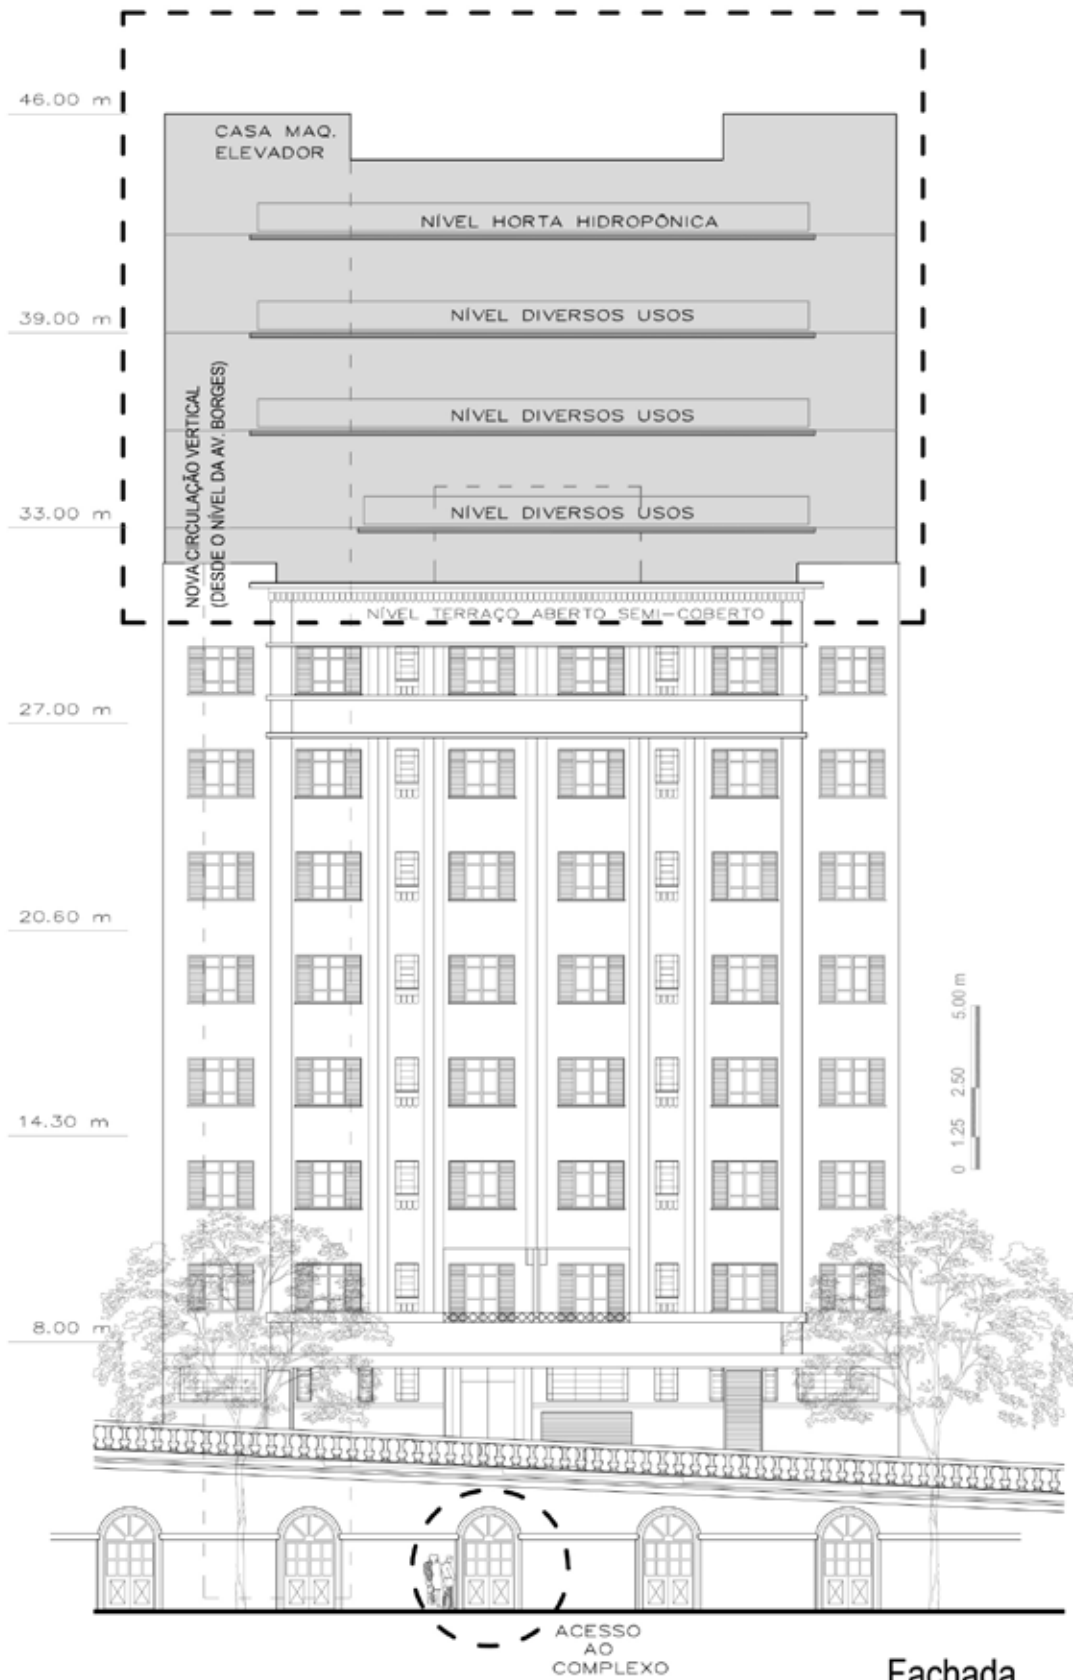 46.00 m
CASA MAQ.
ELEVADOR
NÍVEL HORTA HIDROPÔNICA
39.00 m
NÍVEL DIVERSOS USOS
NÍVEL DIVERSOS USOS
NOVA CIRCULAÇÃO VERTICAL
(DESDE O NÍVEL DA AV. BORGES)
33.00 m
NÍVEL DIVERSOS USOS
NÍVEL TERRAÇO ABERTO SEMI-COBERTO
27.00 m
20.60 m
14.30 m
8.00 m
0 1.25 2.50 5.00 m
ACESSO
AO
COMPLEXO
Fachada